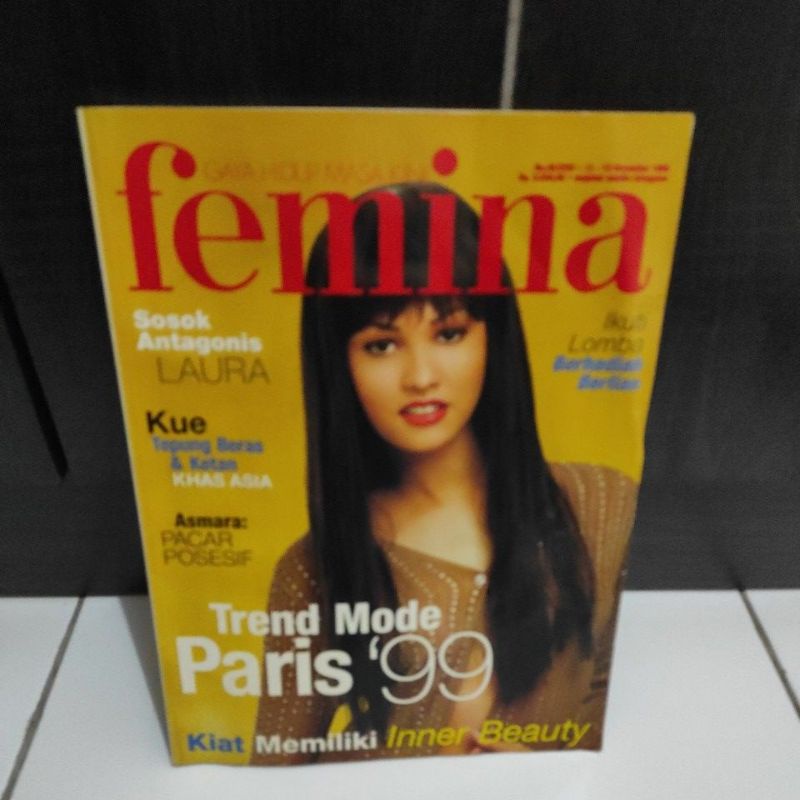 femina
GAYA HIDUP MASA KINI
Sosok
Antagonis
LAURA
Kue
Tepung Beras
& Ketan
KHAS ASIA
Asmara:
PACAR
POSESIF
Ikuti
Lomba
Berhadiah
Berlian
Trend Mode
Paris '99
Kiat Memiliki Inner Beauty